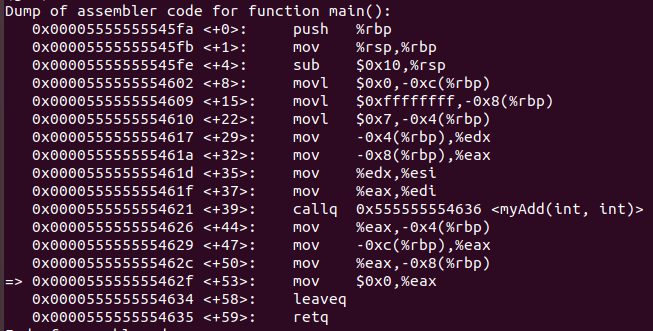 Dump of assembler code for function main():
   0x00005555555545fa <+0>:     push   %rbp
   0x00005555555545fb <+1>:     mov    %rsp,%rbp
   0x00005555555545fe <+4>:     sub    $0x10,%rsp
   0x0000555555554602 <+8>:     movl   $0x0,-0xc(%rbp)
   0x0000555555554609 <+15>:    movl   $0xffffffff,-0x8(%rbp)
   0x0000555555554610 <+22>:    movl   $0x7,-0x4(%rbp)
   0x0000555555554617 <+29>:    mov    -0x4(%rbp),%edx
   0x000055555555461a <+32>:    mov    -0x8(%rbp),%eax
   0x000055555555461d <+35>:    mov    %edx,%esi
   0x000055555555461f <+37>:    mov    %eax,%edi
   0x0000555555554621 <+39>:    callq  0x555555554636 <myAdd(int, int)>
   0x0000555555554626 <+44>:    mov    %eax,-0x4(%rbp)
   0x0000555555554629 <+47>:    mov    -0xc(%rbp),%eax
   0x000055555555462c <+50>:    mov    %eax,-0x8(%rbp)
=> 0x000055555555462f <+53>:    mov    $0x0,%eax
   0x0000555555554634 <+58>:    leaveq
   0x0000555555554635 <+59>:    retq